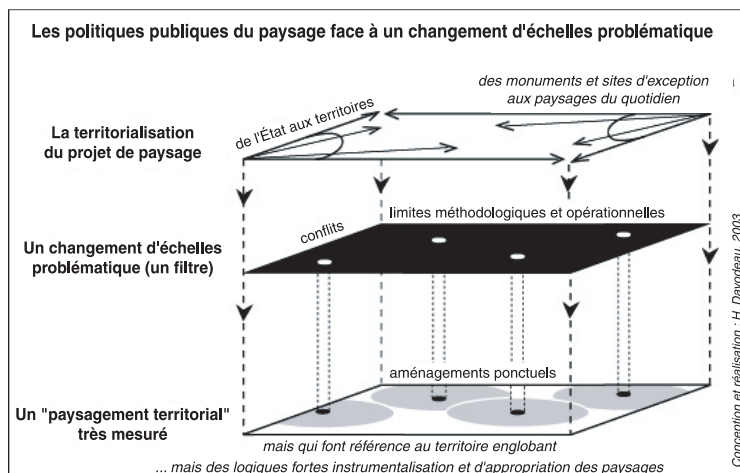 Les politiques publiques du paysage face à un changement d'échelles problématique
des monuments et sites d'exception
aux paysages du quotidien
de l'État aux territoires
La territorialisation
du projet de paysage
limites méthodologiques et opérationnelles
conflits
Un changement d'échelles
problématique (un filtre)
aménagements ponctuels
Un "paysagement territorial"
très mesuré
mais qui font référence au territoire englobant
... mais des logiques fortes instrumentalisation et d'appropriation des paysages
Conception et réalisation : H. Davodeau, 2003